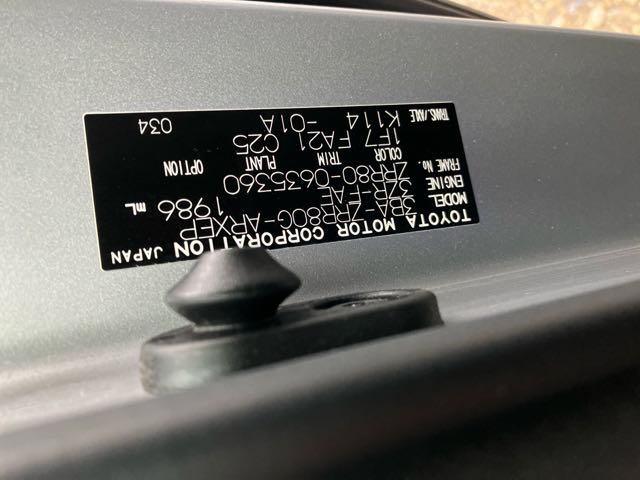 TOYOTA MOTOR CORPORATION JAPAN
MODEL 3BA-ZRR80G-ARXEP
ENGINE 3ZR-FAE 1986 mL
FRAME No. ZRR80-0635360
COLOR TRIM PLANT OPTION
1F7 FA21 C25
TRANS./AXLE K114 -01A 034